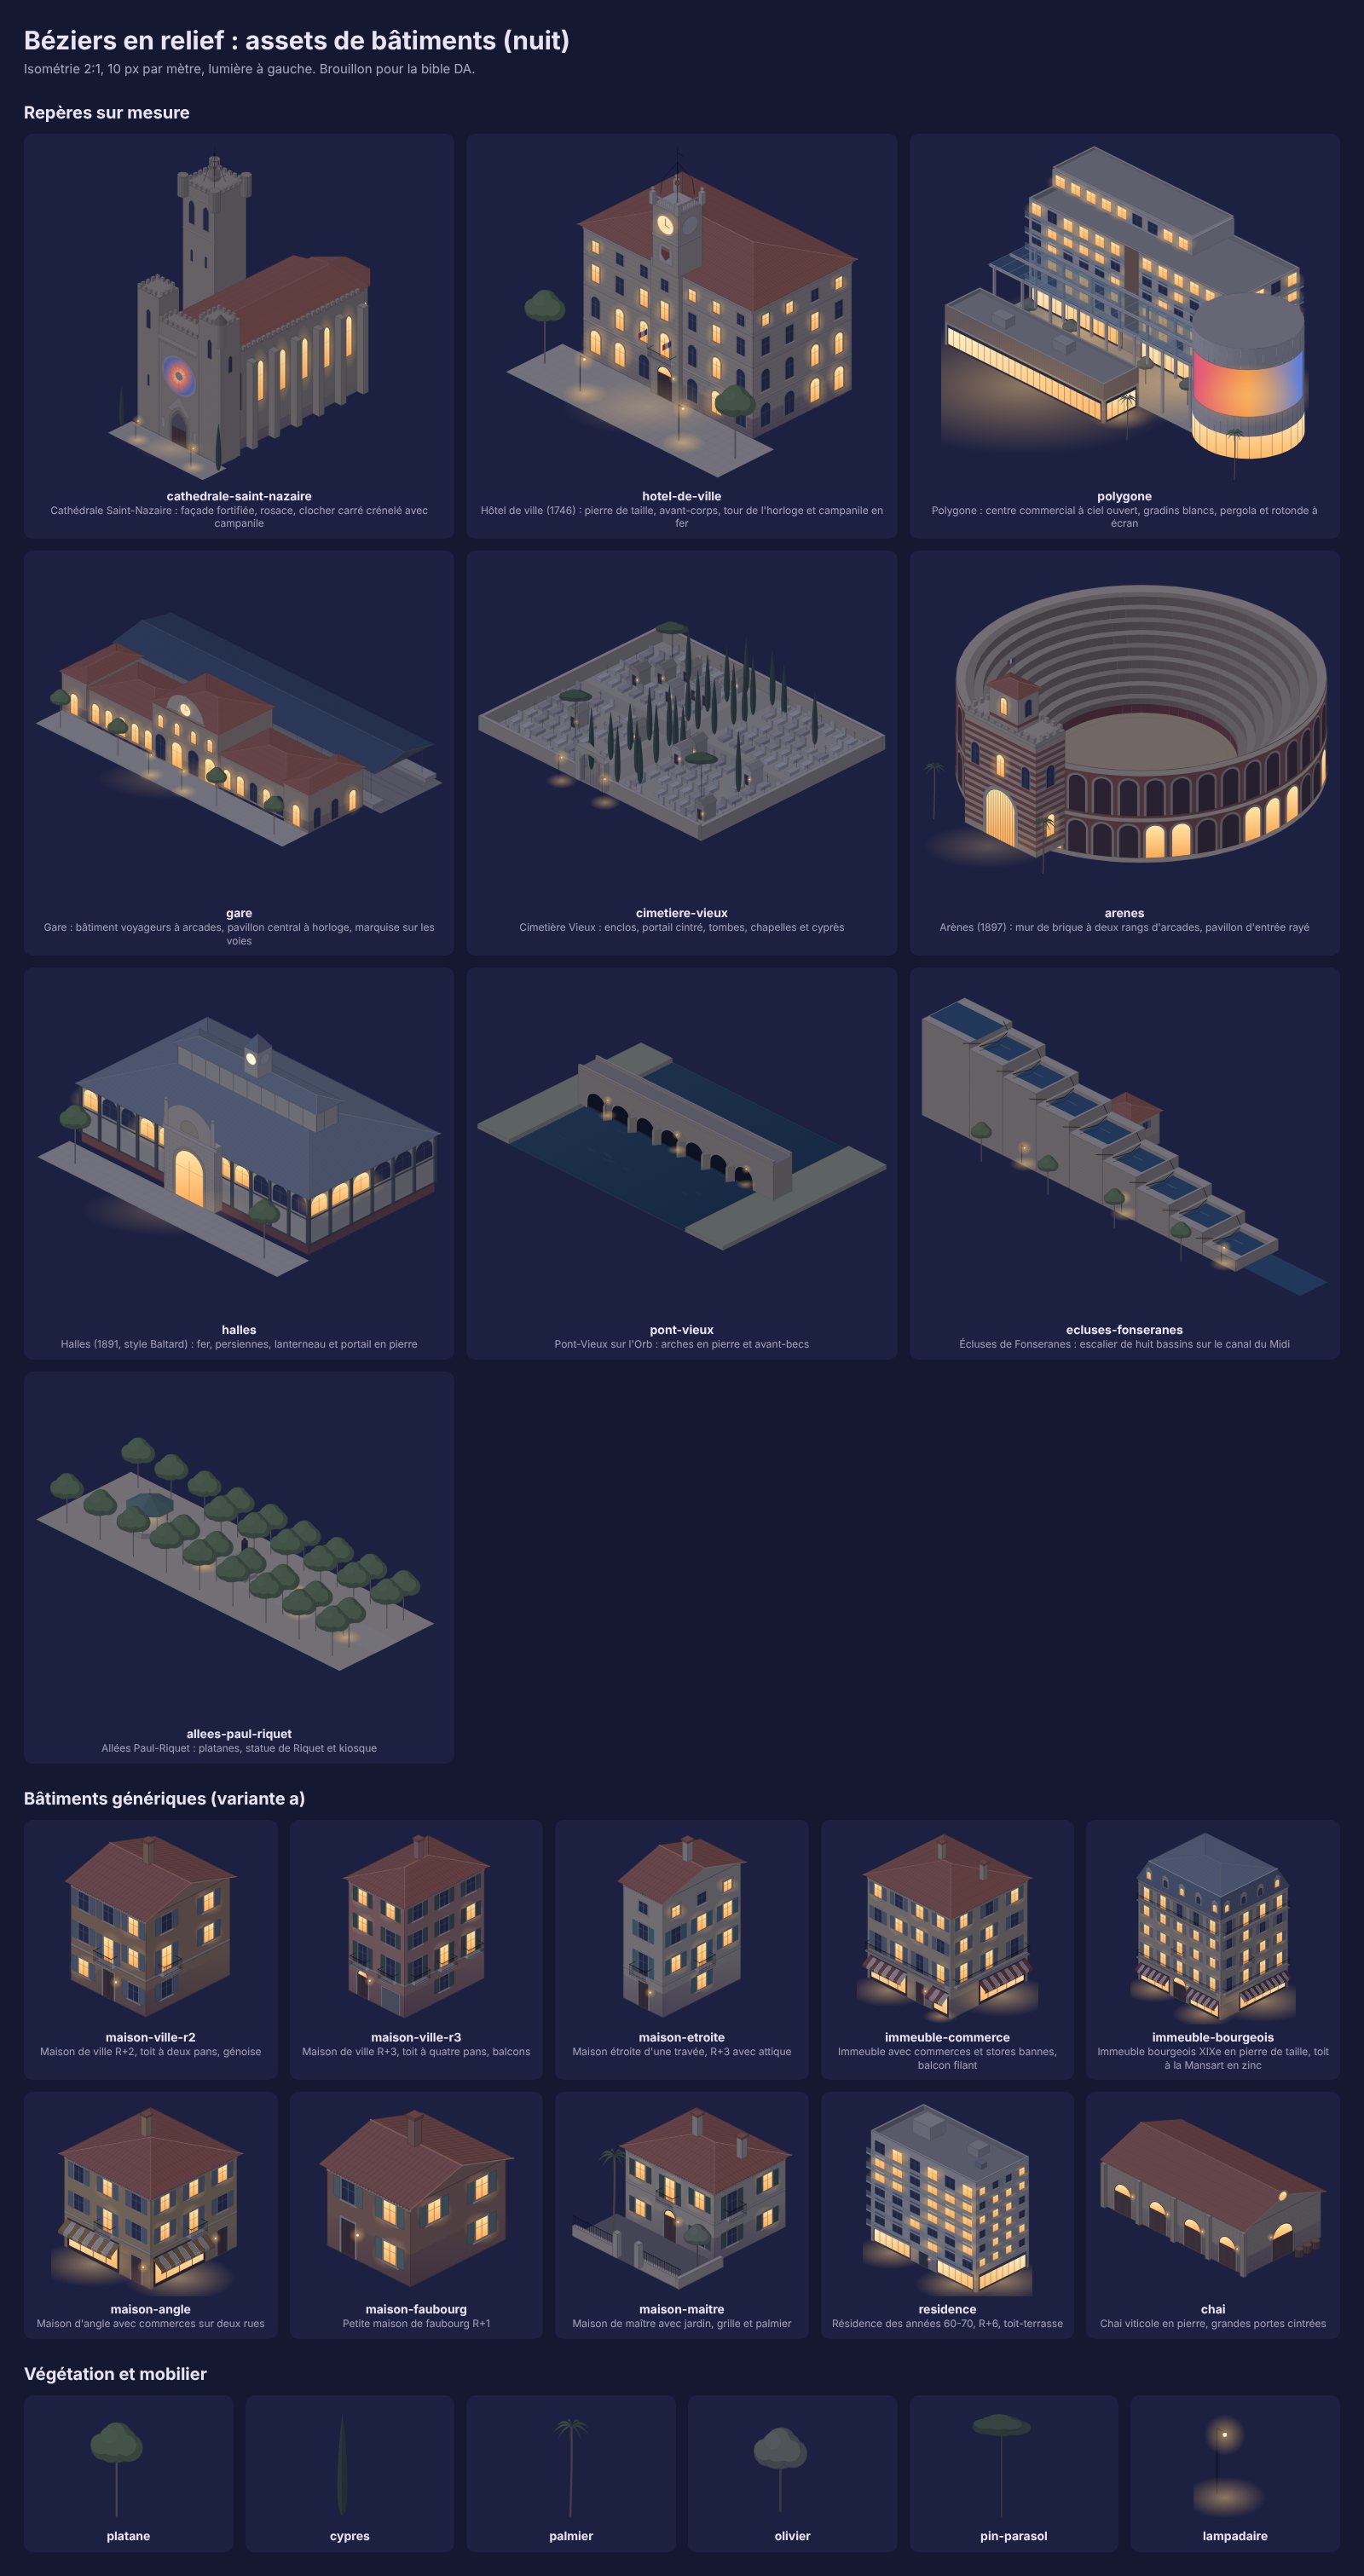 Béziers en relief : assets de bâtiments (nuit)
Isométrie 2:1, 10 px par mètre, lumière à gauche. Brouillon pour la bible DA.
Repères sur mesure
cathedrale-saint-nazaire
Cathédrale Saint-Nazaire : façade fortifiée, rosace, clocher carré crénelé avec
campanile
hotel-de-ville
Hôtel de ville (1746) : pierre de taille, avant-corps, tour de l'horloge et campanile en
fer
polygone
Polygone : centre commercial à ciel ouvert, gradins blancs, pergola et rotonde à
écran
gare
Gare : bâtiment voyageurs à arcades, pavillon central à horloge, marquise sur les
voies
cimetiere-vieux
Cimetière Vieux : enclos, portail cintré, tombes, chapelles et cyprès
arenes
Arènes (1897) : mur de brique à deux rangs d'arcades, pavillon d'entrée rayé
halles
Halles (1891, style Baltard) : fer, persiennes, lanterneau et portail en pierre
pont-vieux
Pont-Vieux sur l'Orb : arches en pierre et avant-becs
ecluses-fonseranes
Écluses de Fonseranes : escalier de huit bassins sur le canal du Midi
allees-paul-riquet
Allées Paul-Riquet : platanes, statue de Riquet et kiosque
Bâtiments génériques (variante a)
maison-ville-r2
Maison de ville R+2, toit à deux pans, génoise
maison-ville-r3
Maison de ville R+3, toit à quatre pans, balcons
maison-etroite
Maison étroite d'une travée, R+3 avec attique
immeuble-commerce
Immeuble avec commerces et stores bannes,
balcon filant
immeuble-bourgeois
Immeuble bourgeois XIXe en pierre de taille, toit
à la Mansart en zinc
maison-angle
Maison d'angle avec commerces sur deux rues
maison-faubourg
Petite maison de faubourg R+1
maison-maitre
Maison de maître avec jardin, grille et palmier
residence
Résidence des années 60-70, R+6, toit-terrasse
chai
Chai viticole en pierre, grandes portes cintrées
Végétation et mobilier
platane
cypres
palmier
olivier
pin-parasol
lampadaire